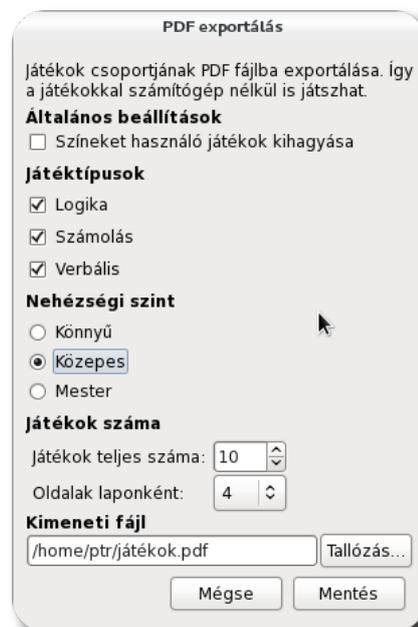 PDF exportálás
Játékok csoportjának PDF fájlba exportálása. Így
a játékokkal számítógép nélkül is játszhat.
Általános beállítások
Színeket használó játékok kihagyása
Játéktípusok
Logika
Számolás
Verbális
Nehézségi szint
Könnyű
Közepes
Mester
Játékok száma
Játékok teljes száma: 10
Oldalak laponként: 4
Kimeneti fájl
/home/ptr/játékok.pdf Tallózás...
Mégse Mentés